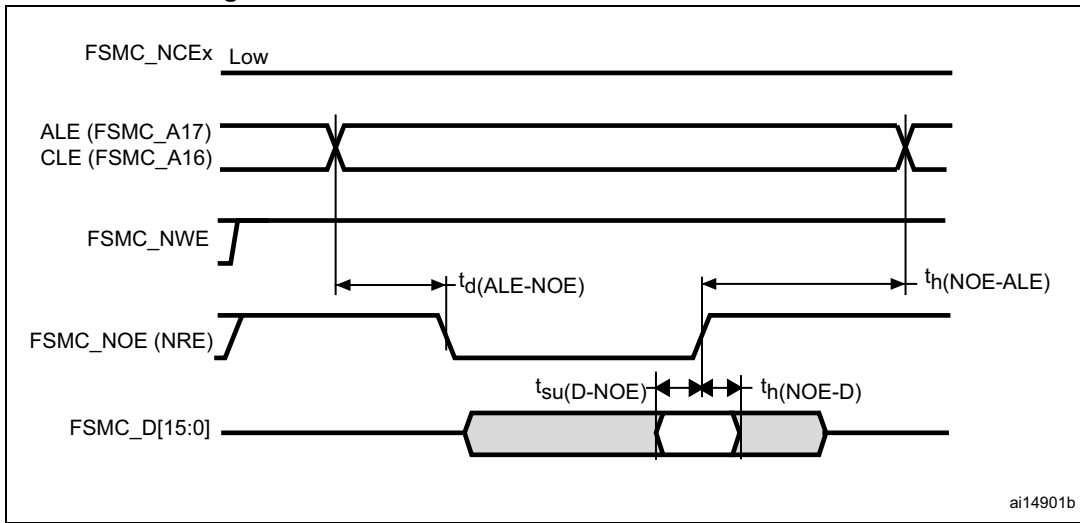 FSMC_NCEx Low
ALE (FSMC_A17)
CLE (FSMC_A16)
FSMC_NWE
td(ALE-NOE)
th(NOE-ALE)
FSMC_NOE (NRE)
tsu(D-NOE)
th(NOE-D)
FSMC_D[15:0]
ai14901b